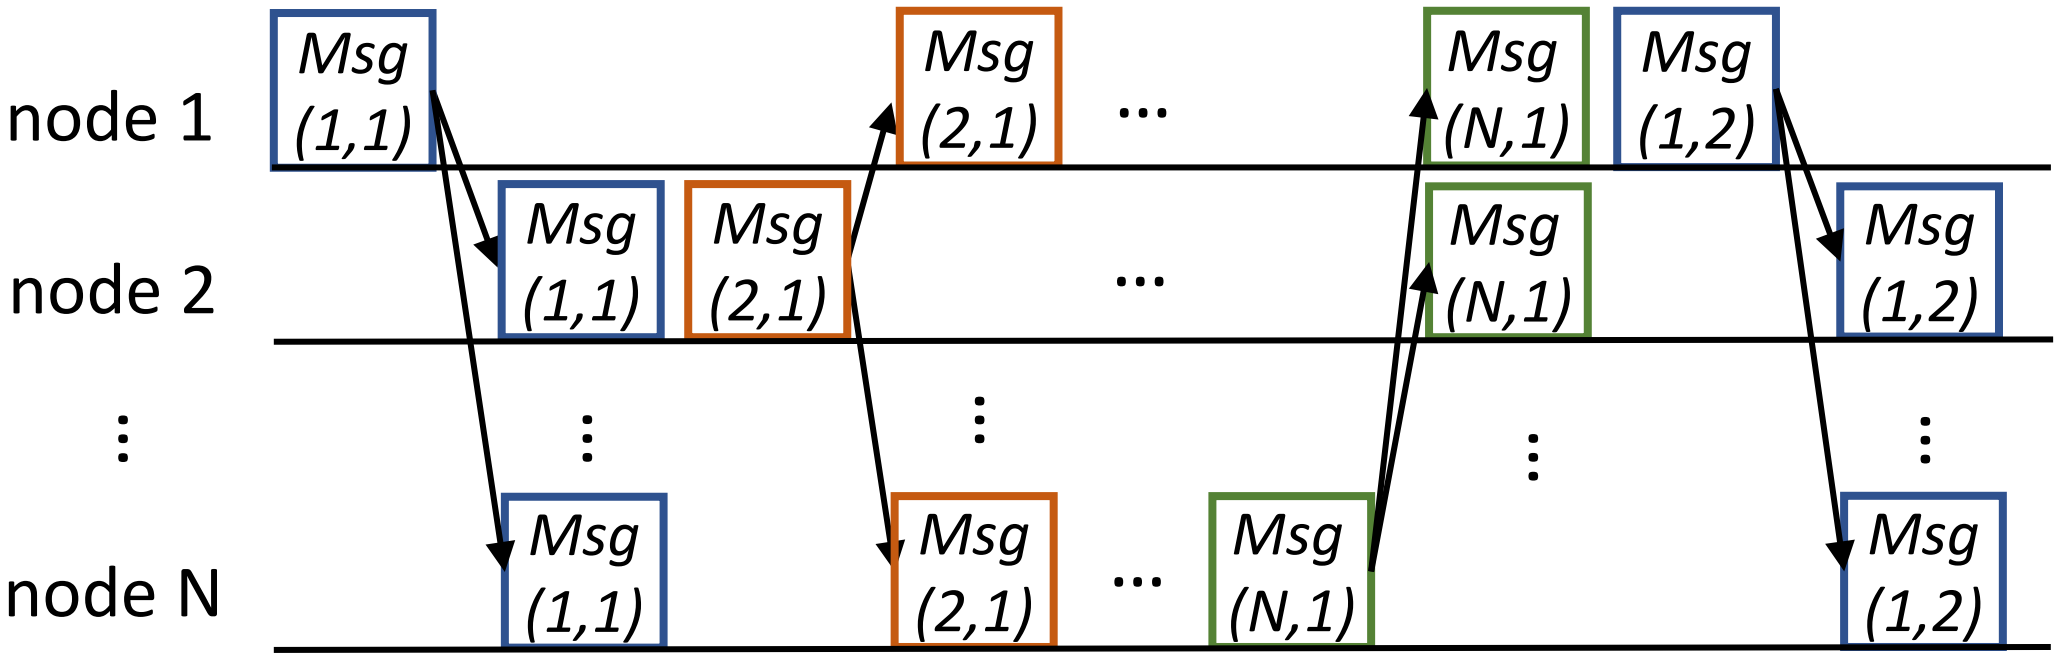 Msg
(1,1)
Msg
(2,1)
...
Msg
(N,1)
Msg
(1,2)
node 1
Msg
(1,1)
Msg
(2,1)
...
Msg
(N,1)
Msg
(1,2)
node 2
...
...
...
...
...
Msg
(1,1)
Msg
(2,1)
...
Msg
(N,1)
Msg
(1,2)
node N